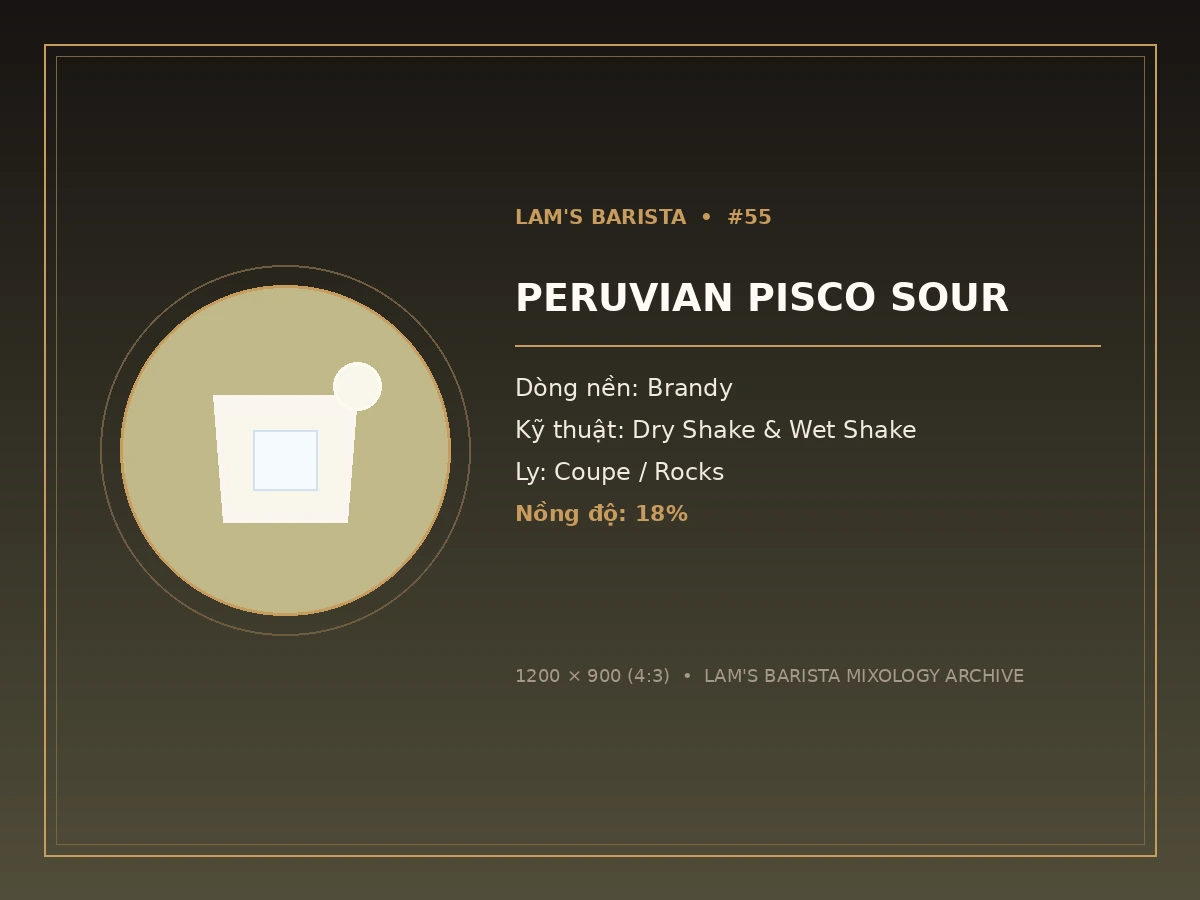 LAM'S BARISTA • #55
PERUVIAN PISCO SOUR
Dòng nền: Brandy
Kỹ thuật: Dry Shake & Wet Shake
Ly: Coupe / Rocks
Nồng độ: 18%
1200 × 900 (4:3) • LAM'S BARISTA MIXOLOGY ARCHIVE